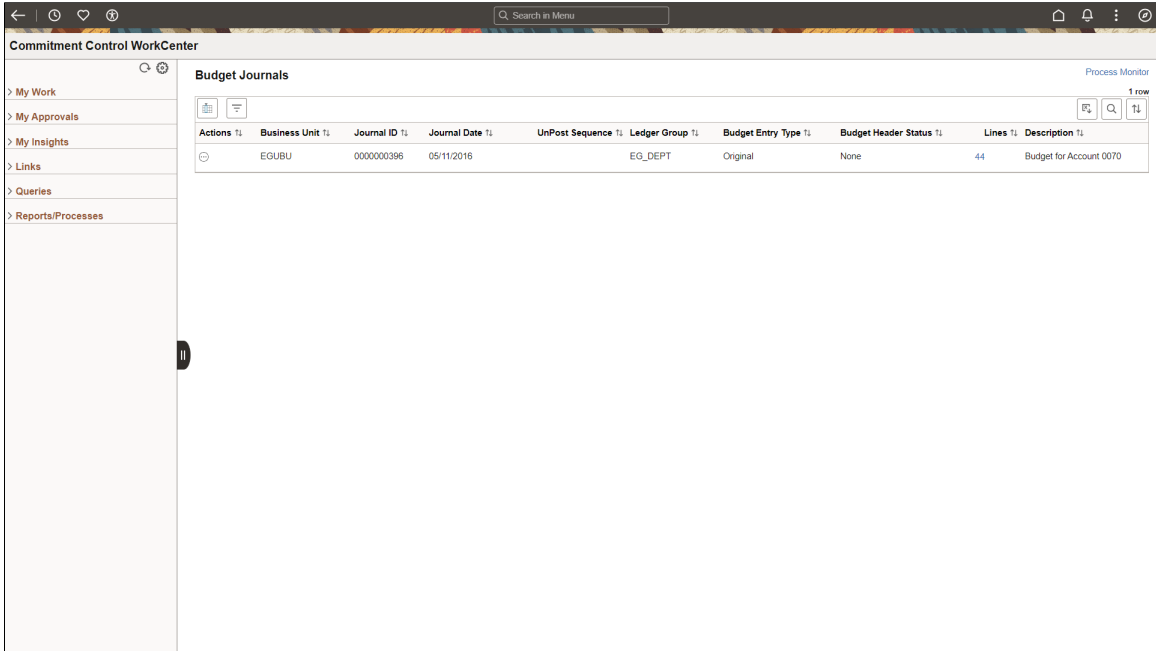 Search in Menu
Commitment Control WorkCenter
My Work
My Approvals
My Insights
Links
Queries
Reports/Processes
Budget Journals
Process Monitor
1 row
Actions Business Unit Journal ID Journal Date UnPost Sequence Ledger Group Budget Entry Type Budget Header Status Lines Description
EGUBU 0000000396 05/11/2016 EG_DEPT Original None 44 Budget for Account 0070